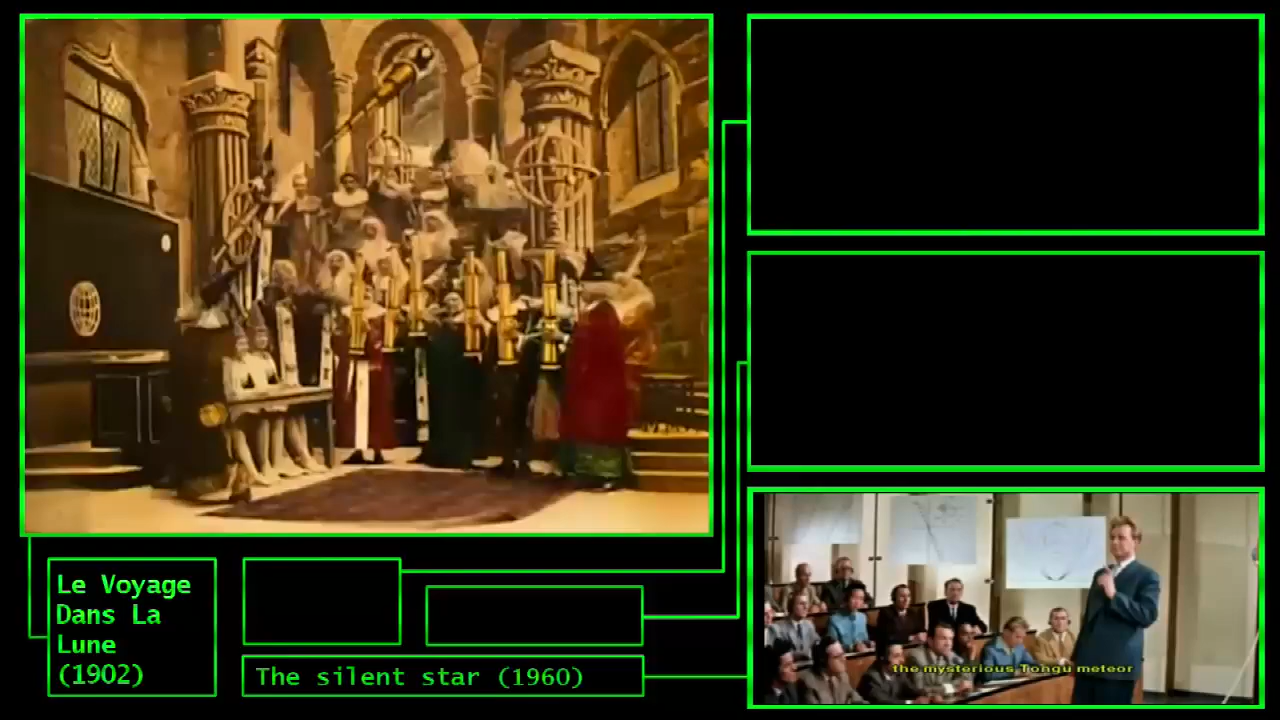 Le Voyage
Dans La
Lune
(1902)
The silent star (1960)
the mysterious Tongu meteor